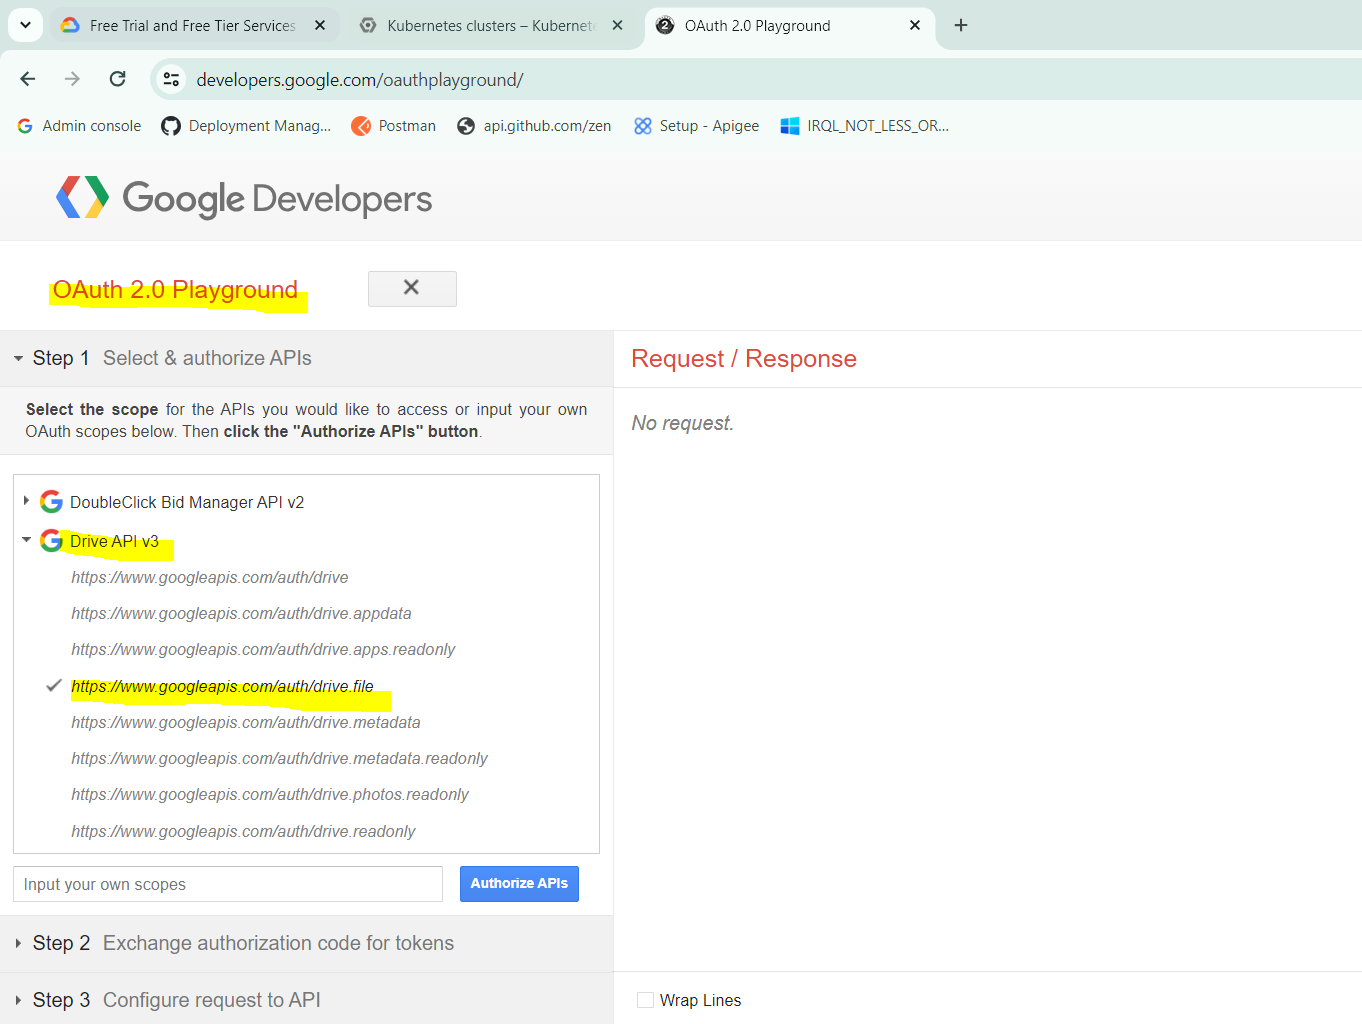 Free Trial and Free Tier Services
Kubernetes clusters – Kubernete
OAuth 2.0 Playground
developers.google.com/oauthplayground/
Admin console
Deployment Manag...
Postman
api.github.com/zen
Setup - Apigee
IRQL_NOT_LESS_OR...
Google Developers
OAuth 2.0 Playground
Step 1 Select & authorize APIs
Select the scope for the APIs you would like to access or input your own
OAuth scopes below. Then click the "Authorize APIs" button.
DoubleClick Bid Manager API v2
Drive API v3
https://www.googleapis.com/auth/drive
https://www.googleapis.com/auth/drive.appdata
https://www.googleapis.com/auth/drive.apps.readonly
https://www.googleapis.com/auth/drive.file
https://www.googleapis.com/auth/drive.metadata
https://www.googleapis.com/auth/drive.metadata.readonly
https://www.googleapis.com/auth/drive.photos.readonly
https://www.googleapis.com/auth/drive.readonly
Input your own scopes
Authorize APIs
Step 2 Exchange authorization code for tokens
Step 3 Configure request to API
Request / Response
No request.
Wrap Lines